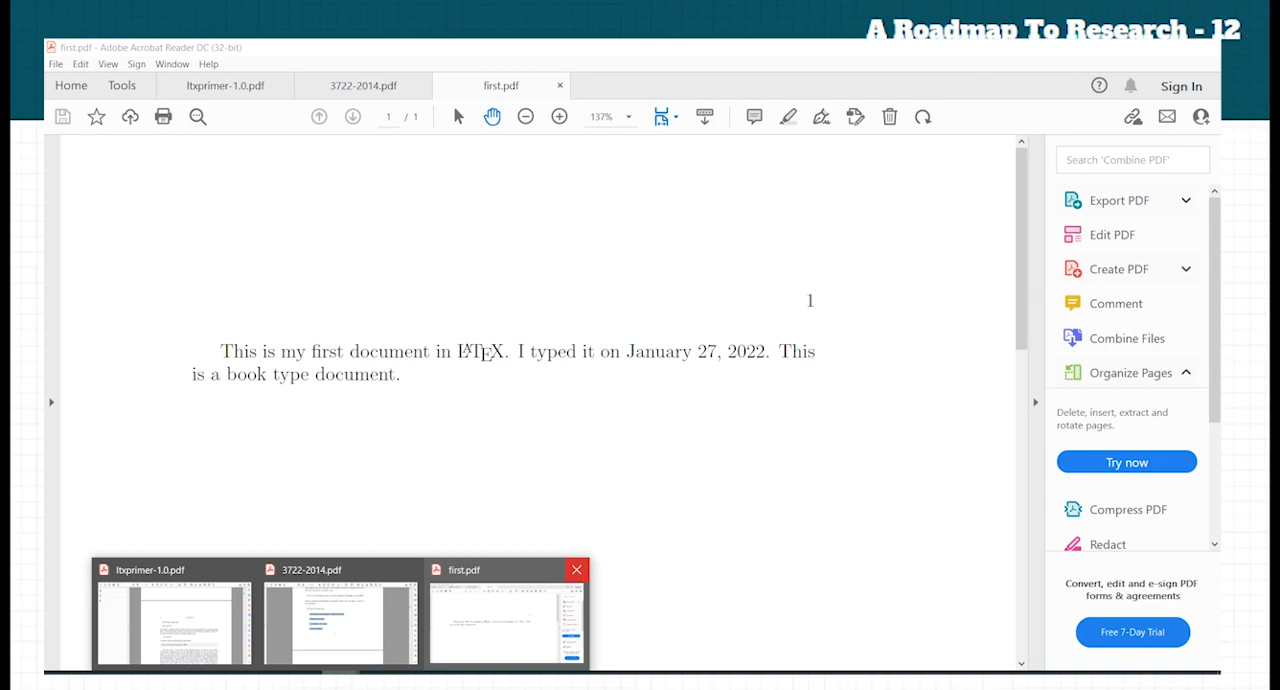 A Roadmap To Research - 12
first.pdf - Adobe Acrobat Reader DC (32-bit)
File Edit View Sign Window Help
Home Tools ltxprimer-1.0.pdf 3722-2014.pdf first.pdf × Sign In
1 / 1 137%
Search 'Combine PDF'
Export PDF
Edit PDF
Create PDF
Comment
Combine Files
Organize Pages
Delete, insert, extract and
rotate pages.
Try now
Compress PDF
Redact
Convert, edit and e-sign PDF
forms & agreements
Free 7-Day Trial
1
This is my first document in LATEX. I typed it on January 27, 2022. This
is a book type document.
ltxprimer-1.0.pdf 3722-2014.pdf first.pdf